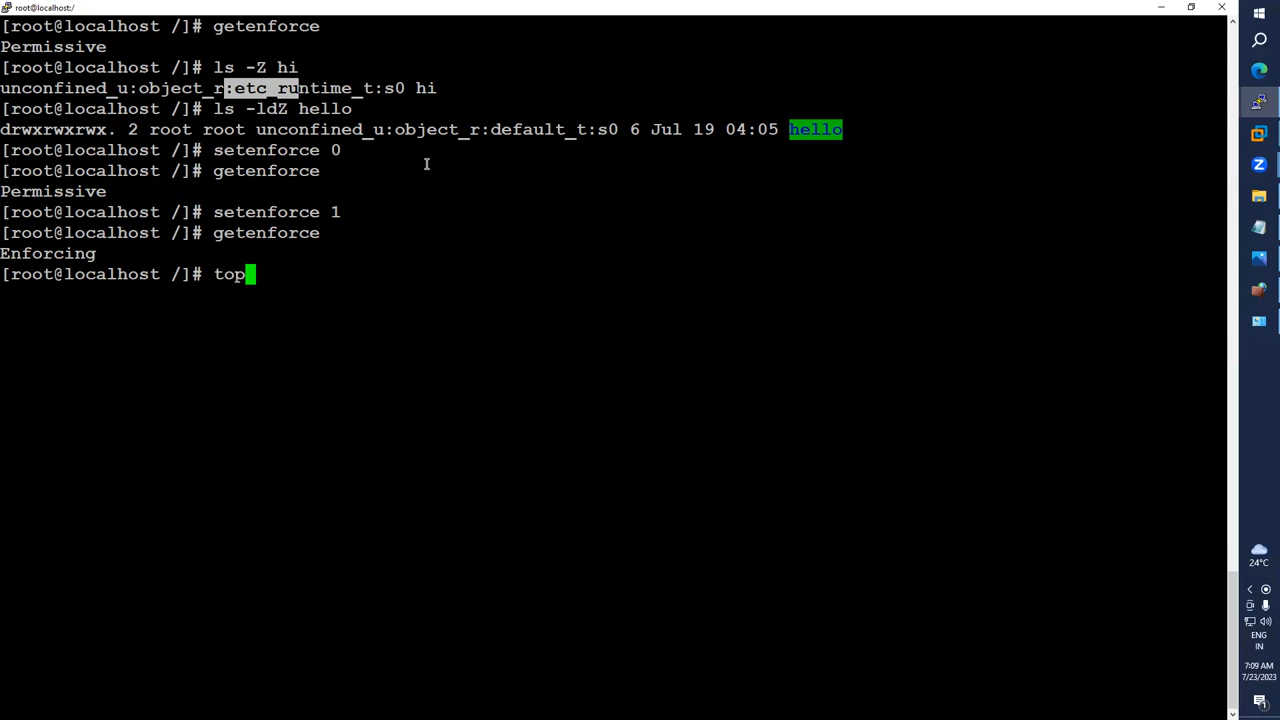 root@localhost:/
[root@localhost /]# getenforce
Permissive
[root@localhost /]# ls -Z hi
unconfined_u:object_r:etc_runtime_t:s0 hi
[root@localhost /]# ls -ldZ hello
drwxrwxrwx. 2 root root unconfined_u:object_r:default_t:s0 6 Jul 19 04:05 hello
[root@localhost /]# setenforce 0
[root@localhost /]# getenforce
Permissive
[root@localhost /]# setenforce 1
[root@localhost /]# getenforce
Enforcing
[root@localhost /]# top
24°C
ENG
IN
7:09 AM
7/23/2023